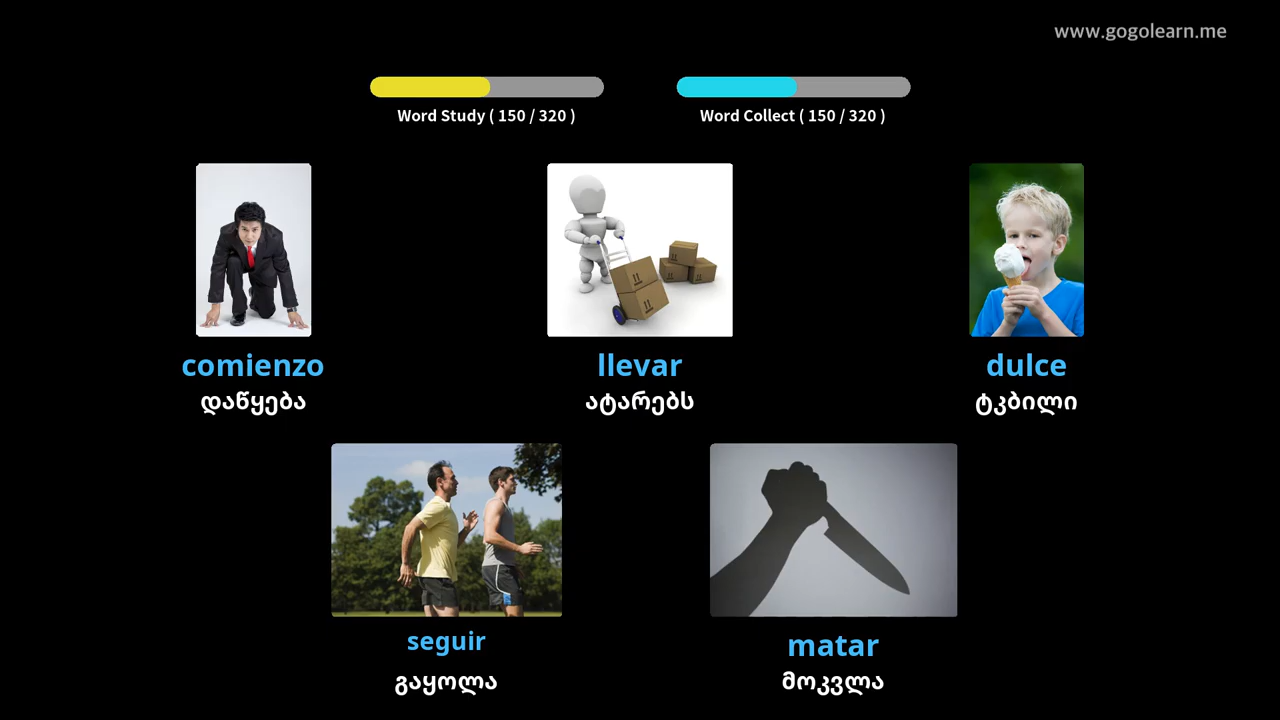 www.gogolearn.me
Word Study ( 150 / 320 )
Word Collect ( 150 / 320 )
comienzo
დაწყება
llevar
ატარებს
dulce
ტკბილი
seguir
გაყოლა
matar
მოკვლა